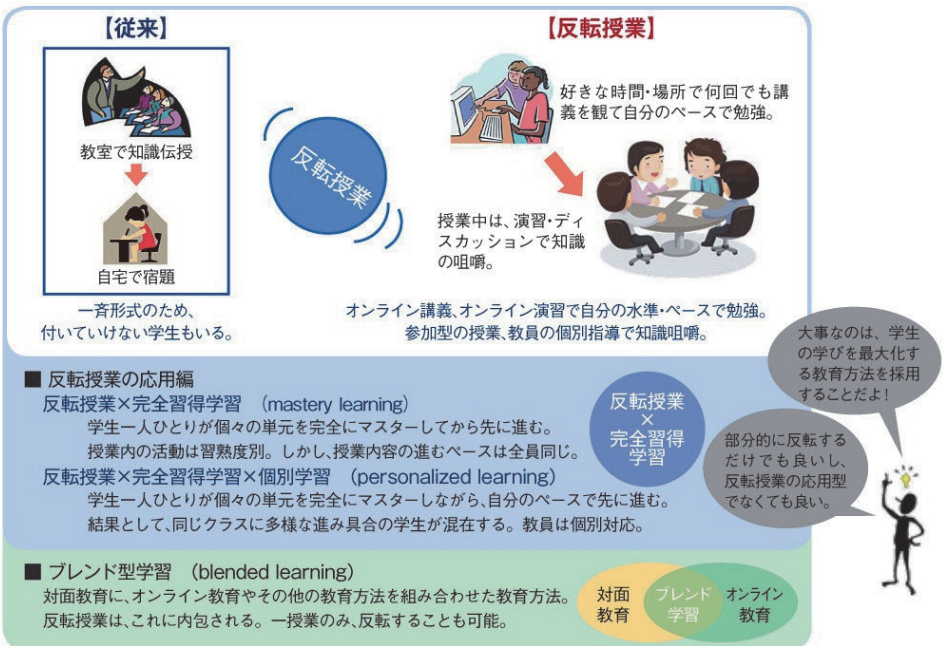 【従来】
教室で知識伝授
自宅で宿題
一斉形式のため、
付いていけない学生もいる。
反転授業
【反転授業】
好きな時間・場所で何回でも講
義を観て自分のペースで勉強。
授業中は、演習・ディ
スカッションで知識
の咀嚼。
オンライン講義、オンライン演習で自分の水準・ペースで勉強。
参加型の授業、教員の個別指導で知識咀嚼。
■ 反転授業の応用編
反転授業×完全習得学習 (mastery learning)
学生一人ひとりが個々の単元を完全にマスターしてから先に進む。
授業内の活動は習熟度別。しかし、授業内容の進むペースは全員同じ。
反転授業×完全習得学習×個別学習 (personalized learning)
学生一人ひとりが個々の単元を完全にマスターしながら、自分のペースで先に進む。
結果として、同じクラスに多様な進み具合の学生が混在する。教員は個別対応。
反転授業
×
完全習得
学習
大事なのは、学生
の学びを最大化す
る教育方法を採用
することだよ!
部分的に反転する
だけでも良いし、
反転授業の応用型
でなくても良い。
■ ブレンド型学習 (blended learning)
対面教育に、オンライン教育やその他の教育方法を組み合わせた教育方法。
反転授業は、これに内包される。一授業のみ、反転することも可能。
対面
教育
ブレンド
学習
オンライン
教育